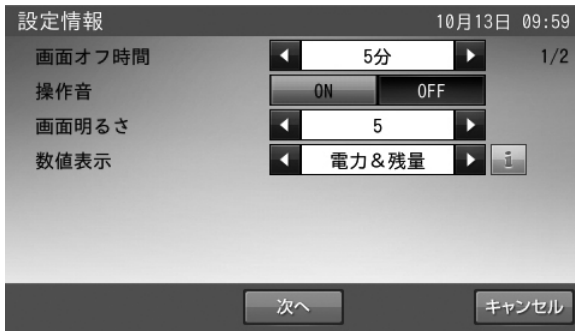 設定情報 10月13日 09:59
画面オフ時間 ◀ 5分 ▶ 1/2
操作音 ON OFF
画面明るさ ◀ 5 ▶
数値表示 ◀ 電力&残量 ▶ i
次へ キャンセル